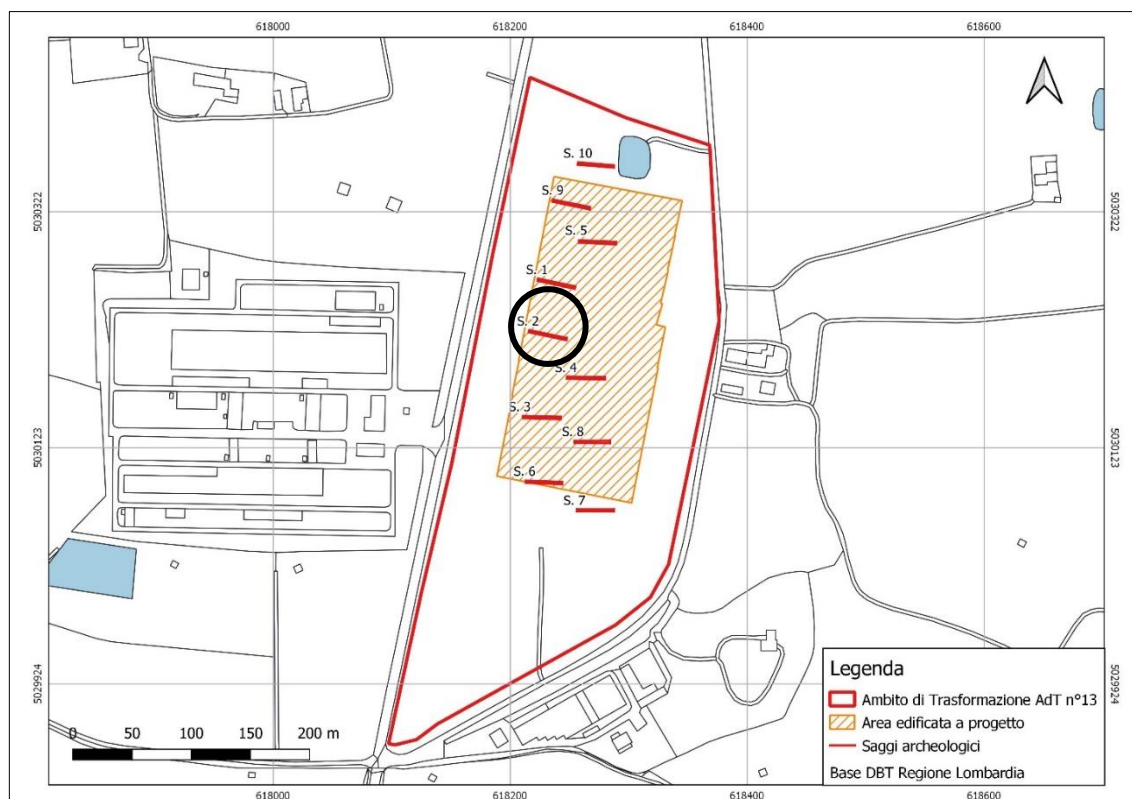 618000
618200
618400
618600
S. 10
S. 9
5030322
5030322
S. 5
S. 1
S. 2
S. 4
S. 3
S. 8
5030123
5030123
S. 6
S. 7
5029924
5029924
Legenda
Ambito di Trasformazione AdT n°13
Area edificata a progetto
Saggi archeologici
Base DBT Regione Lombardia
0 50 100 150 200 m
618000
618200
618400
618600